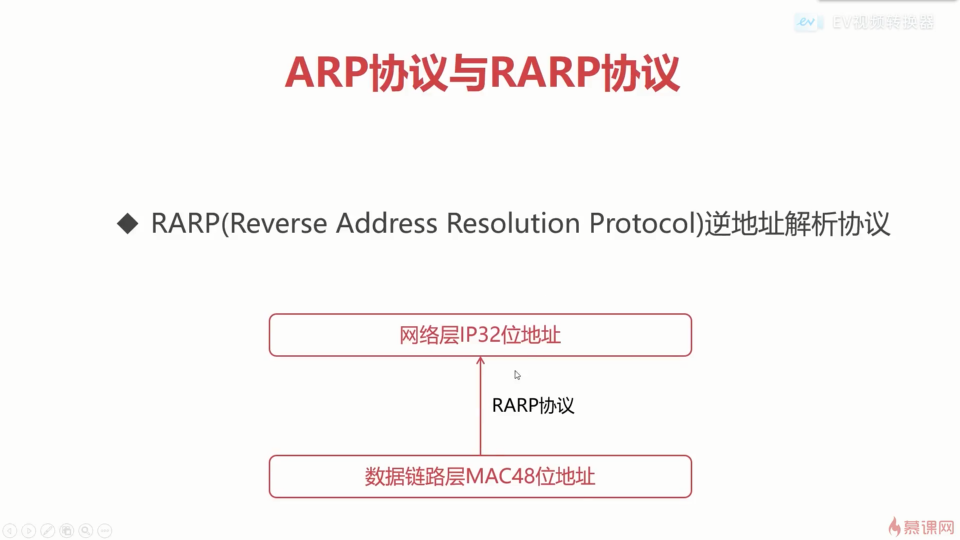 EV视频转换器
ARP协议与RARP协议
◆ RARP(Reverse Address Resolution Protocol)逆地址解析协议
网络层IP32位地址
RARP协议
数据链路层MAC48位地址
慕课网